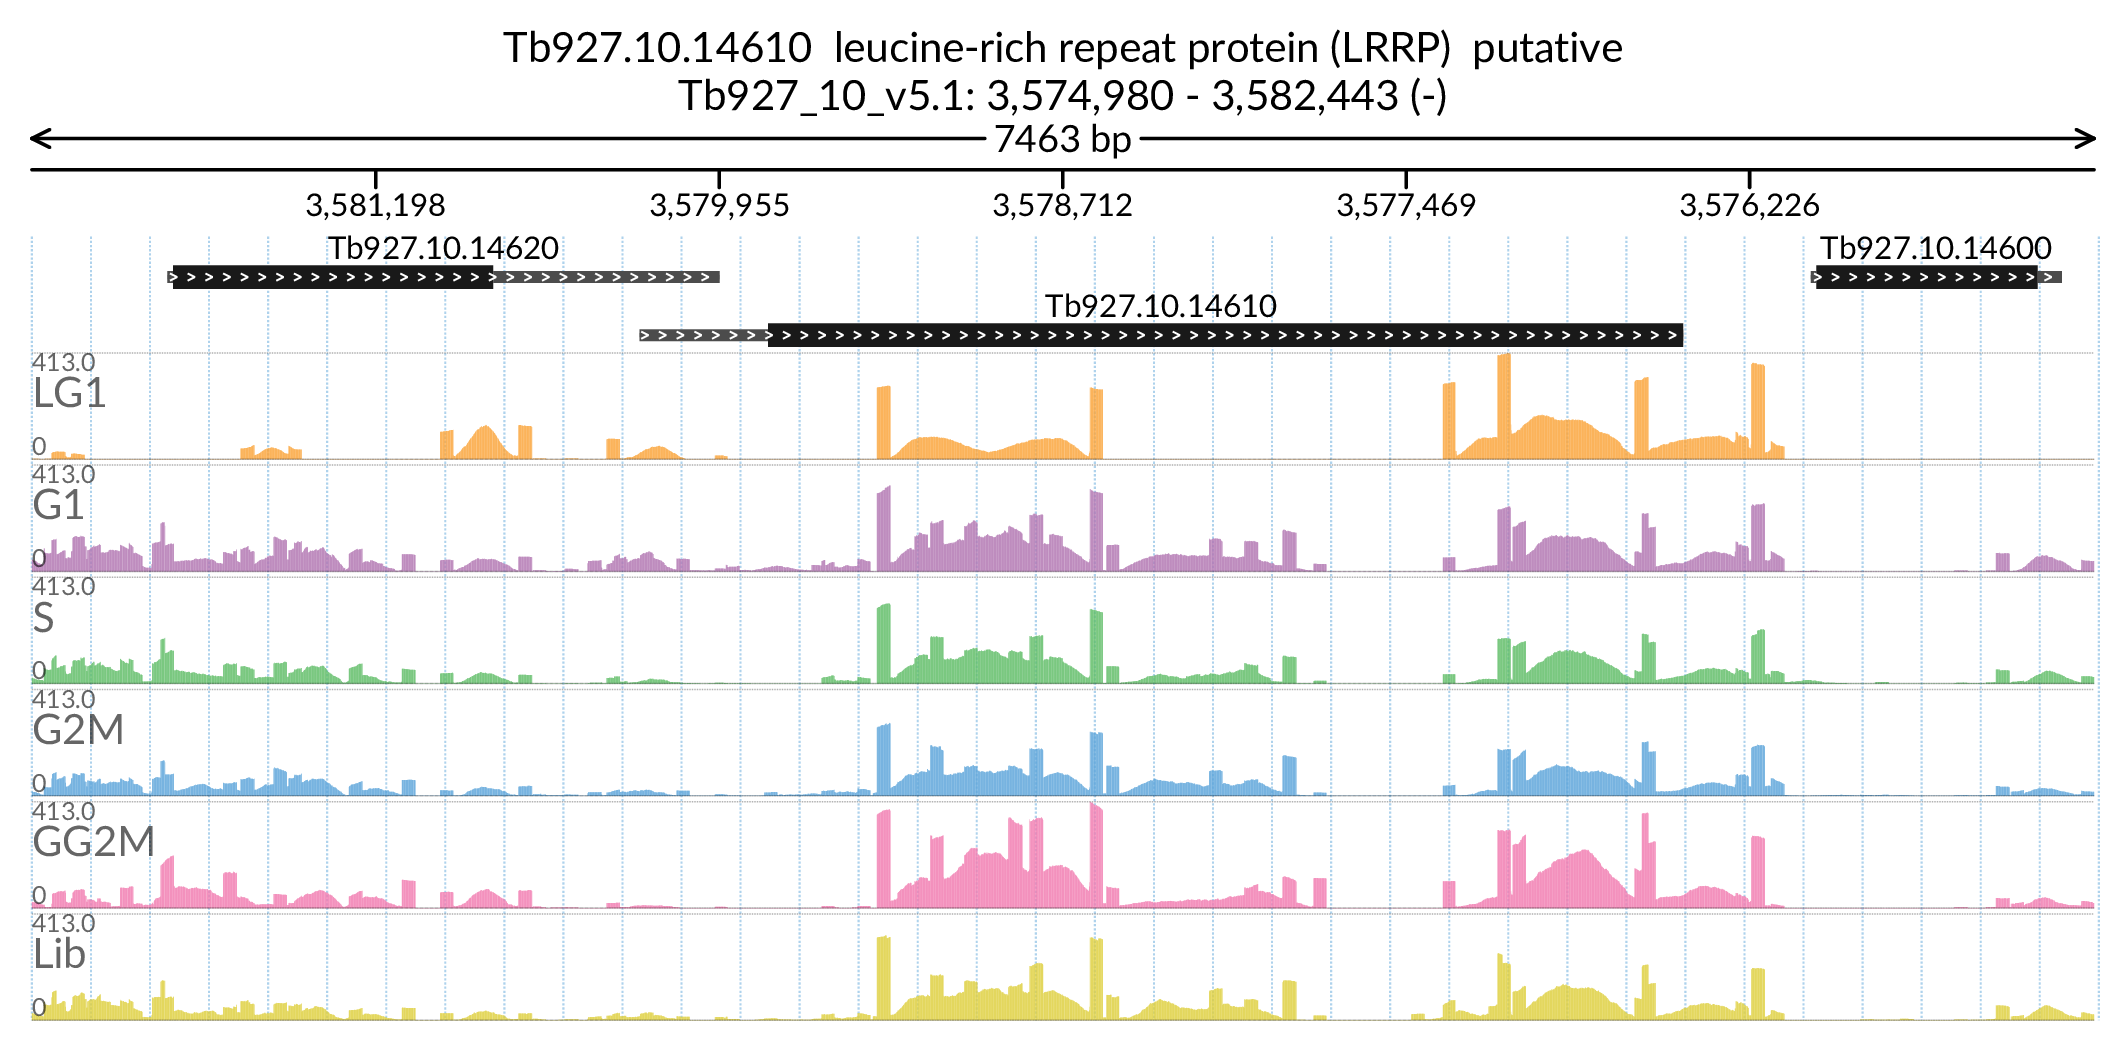 Tb927.10.14610 leucine-rich repeat protein (LRRP) putative
Tb927_10_v5.1: 3,574,980 - 3,582,443 (-)
7463 bp
3,581,198 3,579,955 3,578,712 3,577,469 3,576,226
Tb927.10.14620 Tb927.10.14600
Tb927.10.14610
413.0
LG1
0
413.0
G1
0
413.0
S
0
413.0
G2M
0
413.0
GG2M
0
413.0
Lib
0